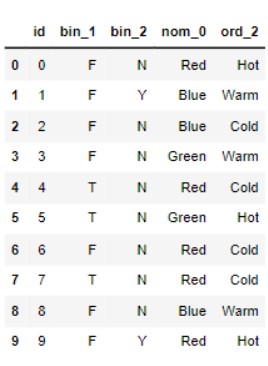 id bin_1 bin_2 nom_0 ord_2
0 0 F N Red Hot
1 1 F Y Blue Warm
2 2 F N Blue Cold
3 3 F N Green Warm
4 4 T N Red Cold
5 5 T N Green Hot
6 6 F N Red Cold
7 7 T N Red Cold
8 8 F N Blue Warm
9 9 F Y Red Hot